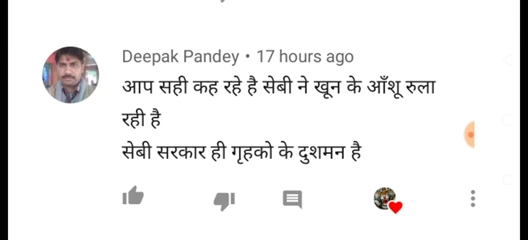 Deepak Pandey • 17 hours ago
आप सही कह रहे है सेबी ने खून के आँशू रुला
रही है
सेबी सरकार ही गृहको के दुशमन है